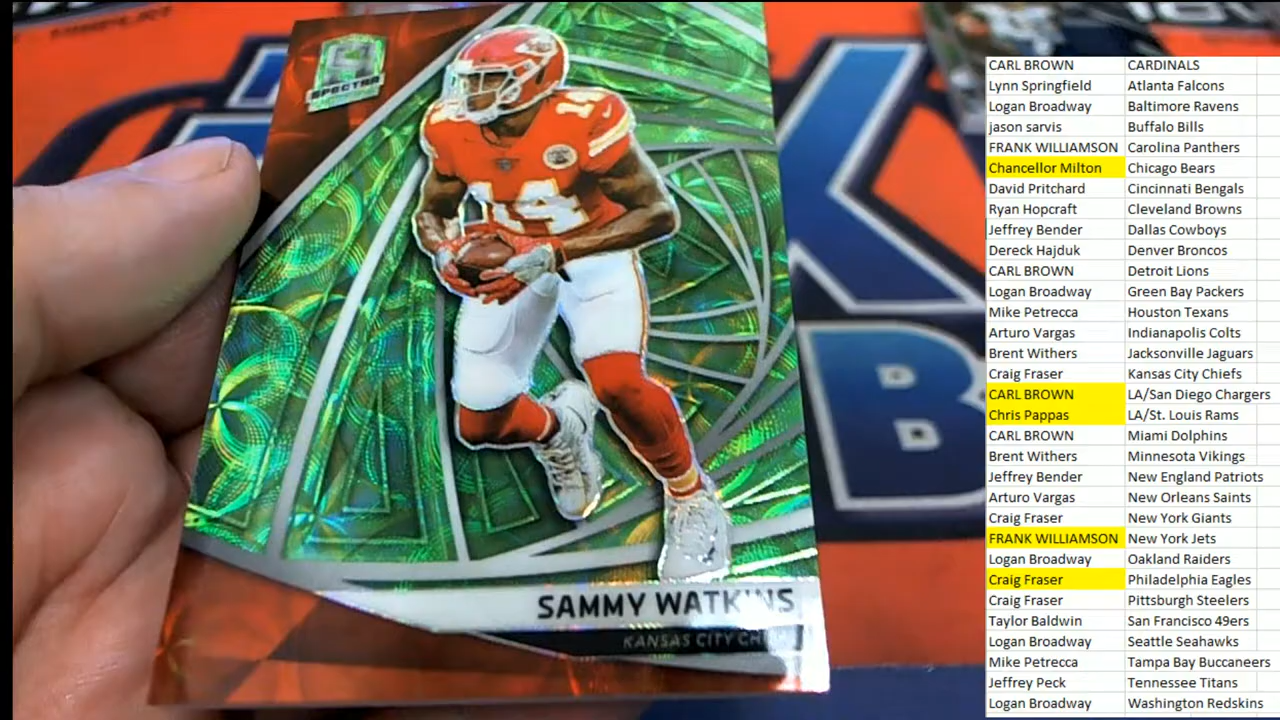 SPECTRA
14
14
SAMMY WATKINS
KANSAS CITY
CARL BROWN CARDINALS
Lynn Springfield Atlanta Falcons
Logan Broadway Baltimore Ravens
jason sarvis Buffalo Bills
FRANK WILLIAMSON Carolina Panthers
Chancellor Milton Chicago Bears
David Pritchard Cincinnati Bengals
Ryan Hopcraft Cleveland Browns
Jeffrey Bender Dallas Cowboys
Dereck Hajduk Denver Broncos
CARL BROWN Detroit Lions
Logan Broadway Green Bay Packers
Mike Petrecca Houston Texans
Arturo Vargas Indianapolis Colts
Brent Withers Jacksonville Jaguars
Craig Fraser Kansas City Chiefs
CARL BROWN LA/San Diego Chargers
Chris Pappas LA/St. Louis Rams
CARL BROWN Miami Dolphins
Brent Withers Minnesota Vikings
Jeffrey Bender New England Patriots
Arturo Vargas New Orleans Saints
Craig Fraser New York Giants
FRANK WILLIAMSON New York Jets
Logan Broadway Oakland Raiders
Craig Fraser Philadelphia Eagles
Craig Fraser Pittsburgh Steelers
Taylor Baldwin San Francisco 49ers
Logan Broadway Seattle Seahawks
Mike Petrecca Tampa Bay Buccaneers
Jeffrey Peck Tennessee Titans
Logan Broadway Washington Redskins